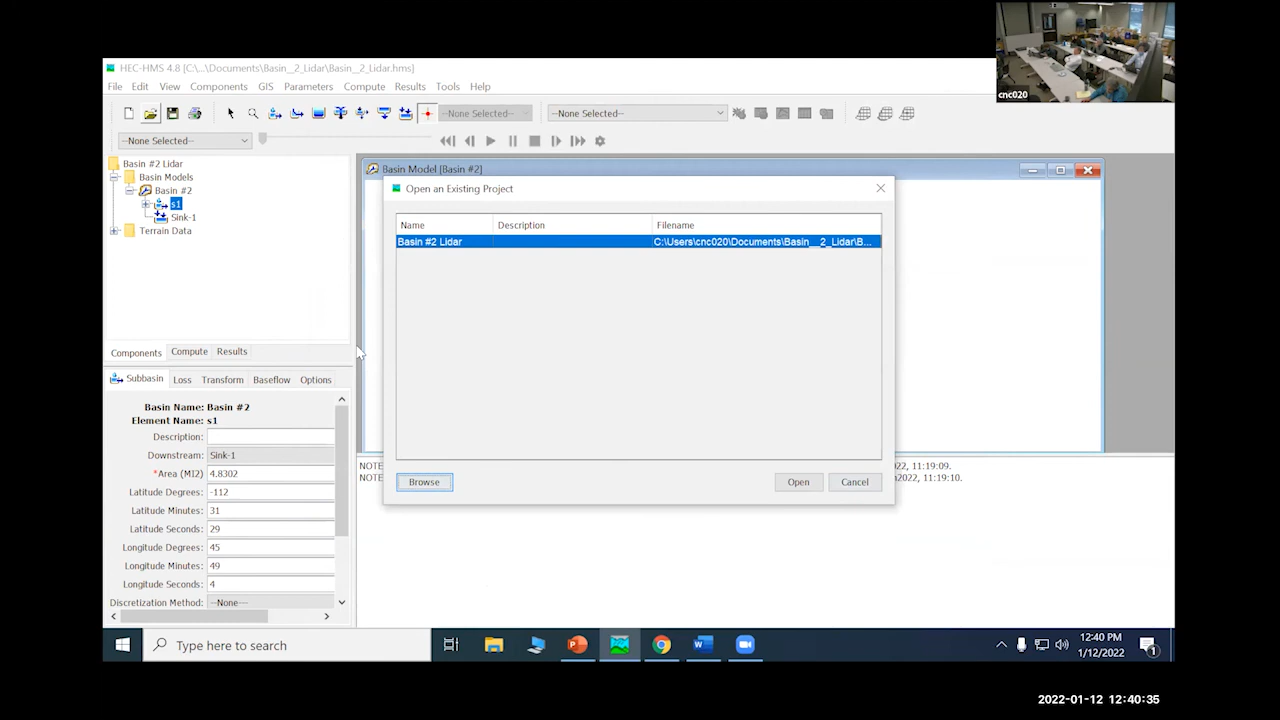 cnc020
HEC-HMS 4.8 [C:\...\Documents\Basin__2_Lidar\Basin__2_Lidar.hms]
File Edit View Components GIS Parameters Compute Results Tools Help
--None Selected-- --None Selected--
--None Selected--
Basin #2 Lidar
Basin Models
Basin #2
s1
Sink-1
Terrain Data
Components Compute Results
Subbasin Loss Transform Baseflow Options
Basin Name: Basin #2
Element Name: s1
Description:
Downstream: Sink-1
*Area (MI2) 4.8302
Latitude Degrees: -112
Latitude Minutes: 31
Latitude Seconds: 29
Longitude Degrees: 45
Longitude Minutes: 49
Longitude Seconds: 4
Discretization Method: --None--
Basin Model [Basin #2]
Open an Existing Project
Name Description Filename
Basin #2 Lidar C:\Users\cnc020\Documents\Basin__2_Lidar\B...
Browse Open Cancel
NOTE 2022, 11:19:09.
NOTE n2022, 11:19:10.
Type here to search
12:40 PM
1/12/2022
1
2022-01-12 12:40:35